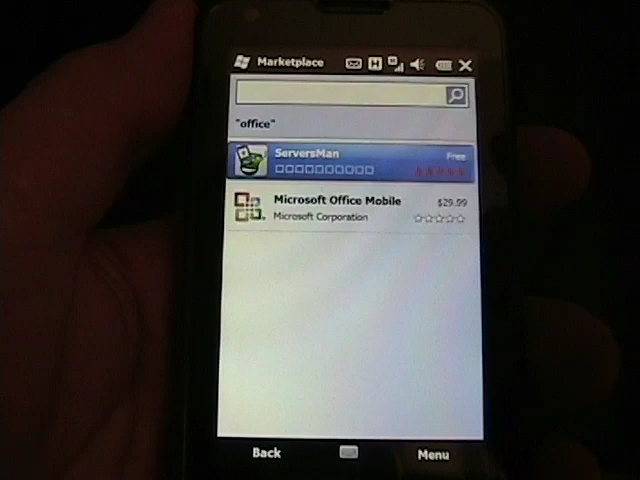 Marketplace
"office"
ServersMan
Free
□□□□□□□□□□
Microsoft Office Mobile
$29.99
Microsoft Corporation
Back
Menu